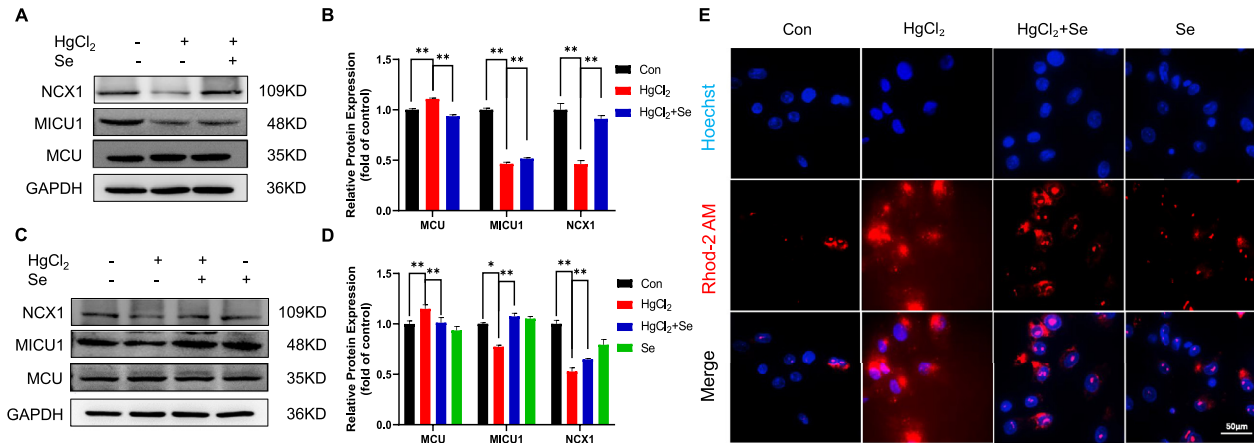 A
HgCl2 - + +
Se - - +
NCX1 109KD
MICU1 48KD
MCU 35KD
GAPDH 36KD
B
Relative Protein Expression
(fold of control)
1.5
1.0
0.5
0.0
** ** ** ** ** **
MCU MICU1 NCX1
Con
HgCl2
HgCl2+Se
C
HgCl2 - + + -
Se - - + +
NCX1 109KD
MICU1 48KD
MCU 35KD
GAPDH 36KD
D
Relative Protein Expression
(fold of control)
1.5
1.0
0.5
0.0
** ** * ** ** **
MCU MICU1 NCX1
Con
HgCl2
HgCl2+Se
Se
E
Con HgCl2 HgCl2+Se Se
Hoechst
Rhod-2 AM
Merge
50μm